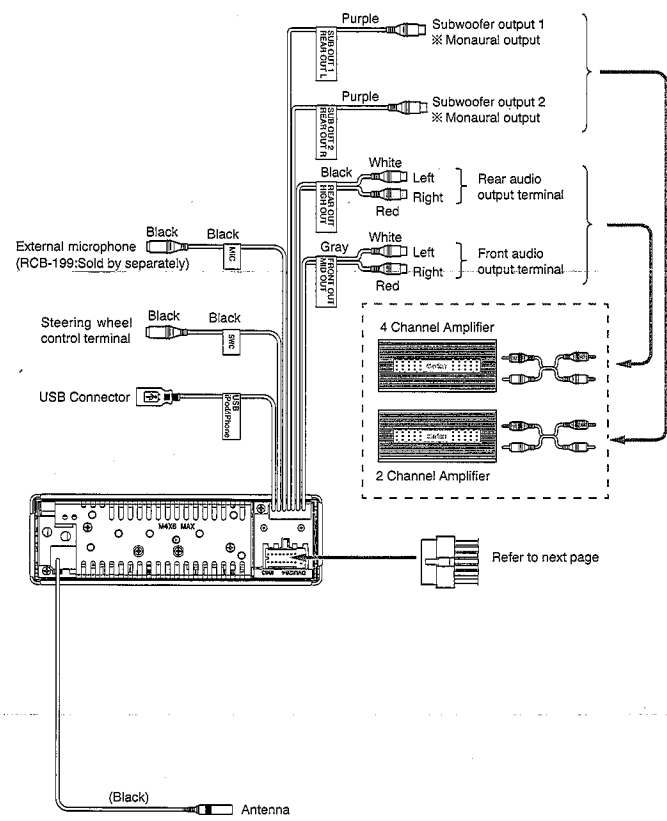 Purple
SUB OUT 1
REAR OUT L
Subwoofer output 1
※ Monaural output
Purple
SUB OUT 2
REAR OUT R
Subwoofer output 2
※ Monaural output
Black
REAR OUT
HIGH OUT
White
Left
Right
Red
Rear audio
output terminal
Gray
FRONT OUT
MID OUT
White
Left
Right
Red
Front audio
output terminal
External microphone
(RCB-199:Sold by separately)
Black
Black
MIC
Steering wheel
control terminal
Black
Black
SWC
USB Connector
USB
iPod/iPhone
4 Channel Amplifier
Clarion
Clarion
2 Channel Amplifier
M4X6 MAX
Refer to next page
(Black)
Antenna